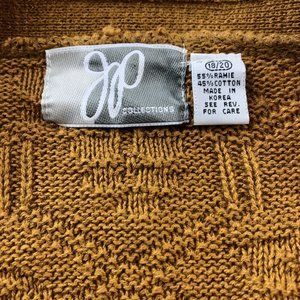 JP
COLLECTIONS
18/20
55% RAMIE
45% COTTON
MADE IN
KOREA
SEE REV.
FOR CARE